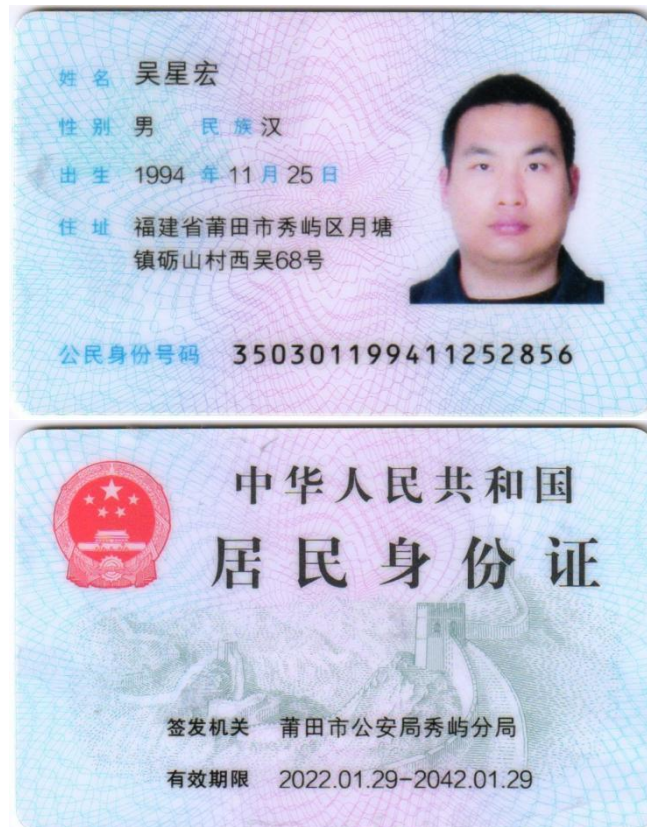 姓名 吴星宏
性别 男 民族 汉
出生 1994 年 11 月 25 日
住址 福建省莆田市秀屿区月塘
镇砺山村西吴68号
公民身份号码 350301199411252856
中华人民共和国
居民身份证
签发机关 莆田市公安局秀屿分局
有效期限 2022.01.29-2042.01.29